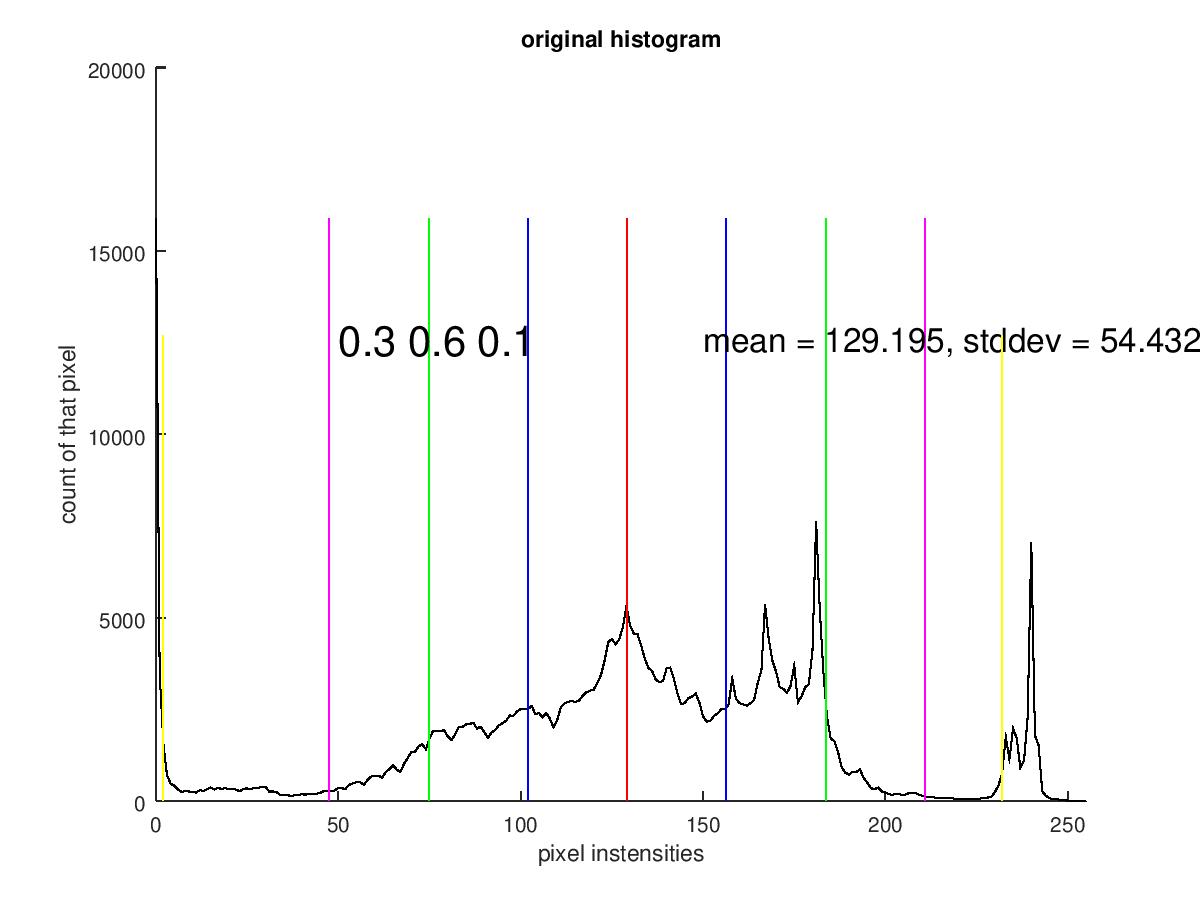 original histogram
20000
15000
10000
5000
0
count of that pixel
0.3 0.6 0.1
mean = 129.195, stddev = 54.432
0 50 100 150 200 250
pixel instensities